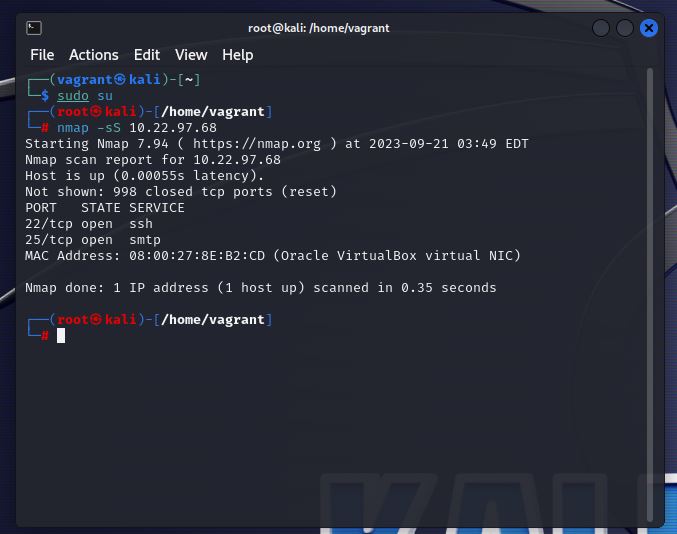 root@kali: /home/vagrant
File Actions Edit View Help
┌──(vagrant㉿kali)-[~]
└─$ sudo su
┌──(root㉿kali)-[/home/vagrant]
└─# nmap -sS 10.22.97.68
Starting Nmap 7.94 ( https://nmap.org ) at 2023-09-21 03:49 EDT
Nmap scan report for 10.22.97.68
Host is up (0.00055s latency).
Not shown: 998 closed tcp ports (reset)
PORT   STATE SERVICE
22/tcp open  ssh
25/tcp open  smtp
MAC Address: 08:00:27:8E:B2:CD (Oracle VirtualBox virtual NIC)
Nmap done: 1 IP address (1 host up) scanned in 0.35 seconds
┌──(root㉿kali)-[/home/vagrant]
└─#
KALI